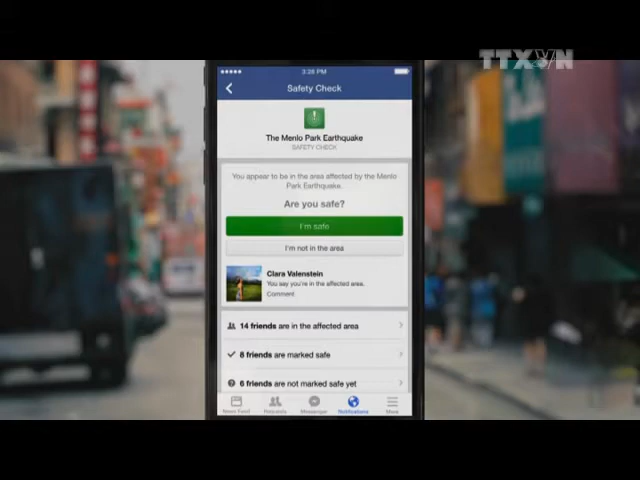 TTXVN
3:28 PM
Safety Check
The Menlo Park Earthquake
SAFETY CHECK
You appear to be in the area affected by the Menlo
Park Earthquake.
Are you safe?
I'm safe
I'm not in the area
Clara Valenstein
You say you're in the affected area.
Comment
14 friends are in the affected area
8 friends are marked safe
6 friends are not marked safe yet
News Feed
Requests
Messenger
Notifications
More